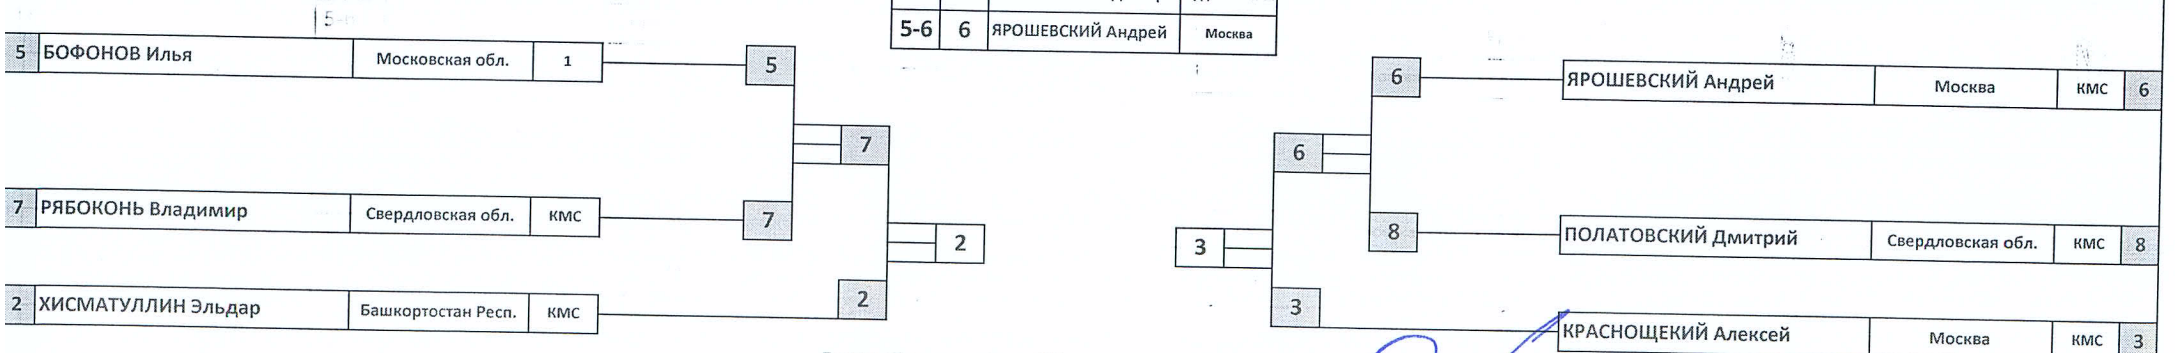 5-6 6 ЯРОШЕВСКИЙ Андрей Москва
5 БОФОНОВ Илья Московская обл. 1
5
6
ЯРОШЕВСКИЙ Андрей Москва КМС 6
7
6
7 РЯБОКОНЬ Владимир Свердловская обл. КМС
7
8
ПОЛАТОВСКИЙ Дмитрий Свердловская обл. КМС 8
2
3
2 ХИСМАТУЛЛИН Эльдар Башкортостан Респ. КМС
2
3
КРАСНОЩЕКИЙ Алексей Москва КМС 3